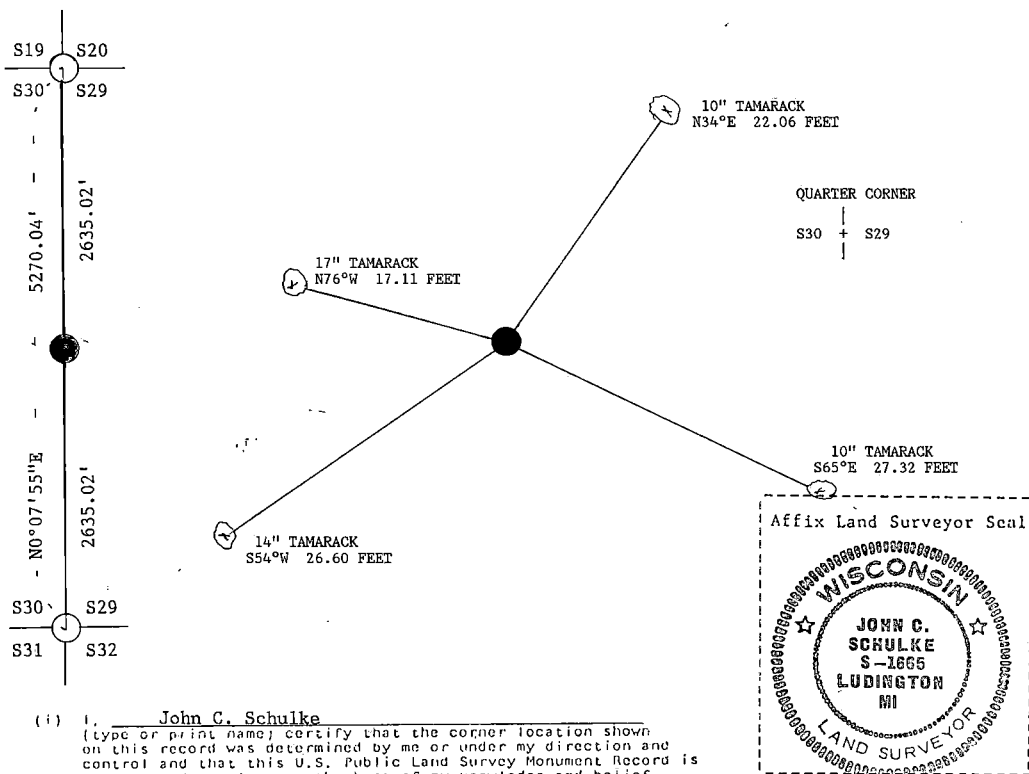 S19 S20
S30 S29
5270.04'
2635.02'
N0°07'55"E
2635.02'
S30 S29
S31 S32
10" TAMARACK
N34°E 22.06 FEET
QUARTER CORNER
S30 + S29
17" TAMARACK
N76°W 17.11 FEET
10" TAMARACK
S65°E 27.32 FEET
14" TAMARACK
S54°W 26.60 FEET
Affix Land Surveyor Seal
WISCONSIN
JOHN C.
SCHULKE
S-1665
LUDINGTON
MI
LAND SURVEYOR
(i) I, John C. Schulke
(type or print name) certify that the corner location shown
on this record was determined by me or under my direction and
control and that this U.S. Public Land Survey Monument Record is